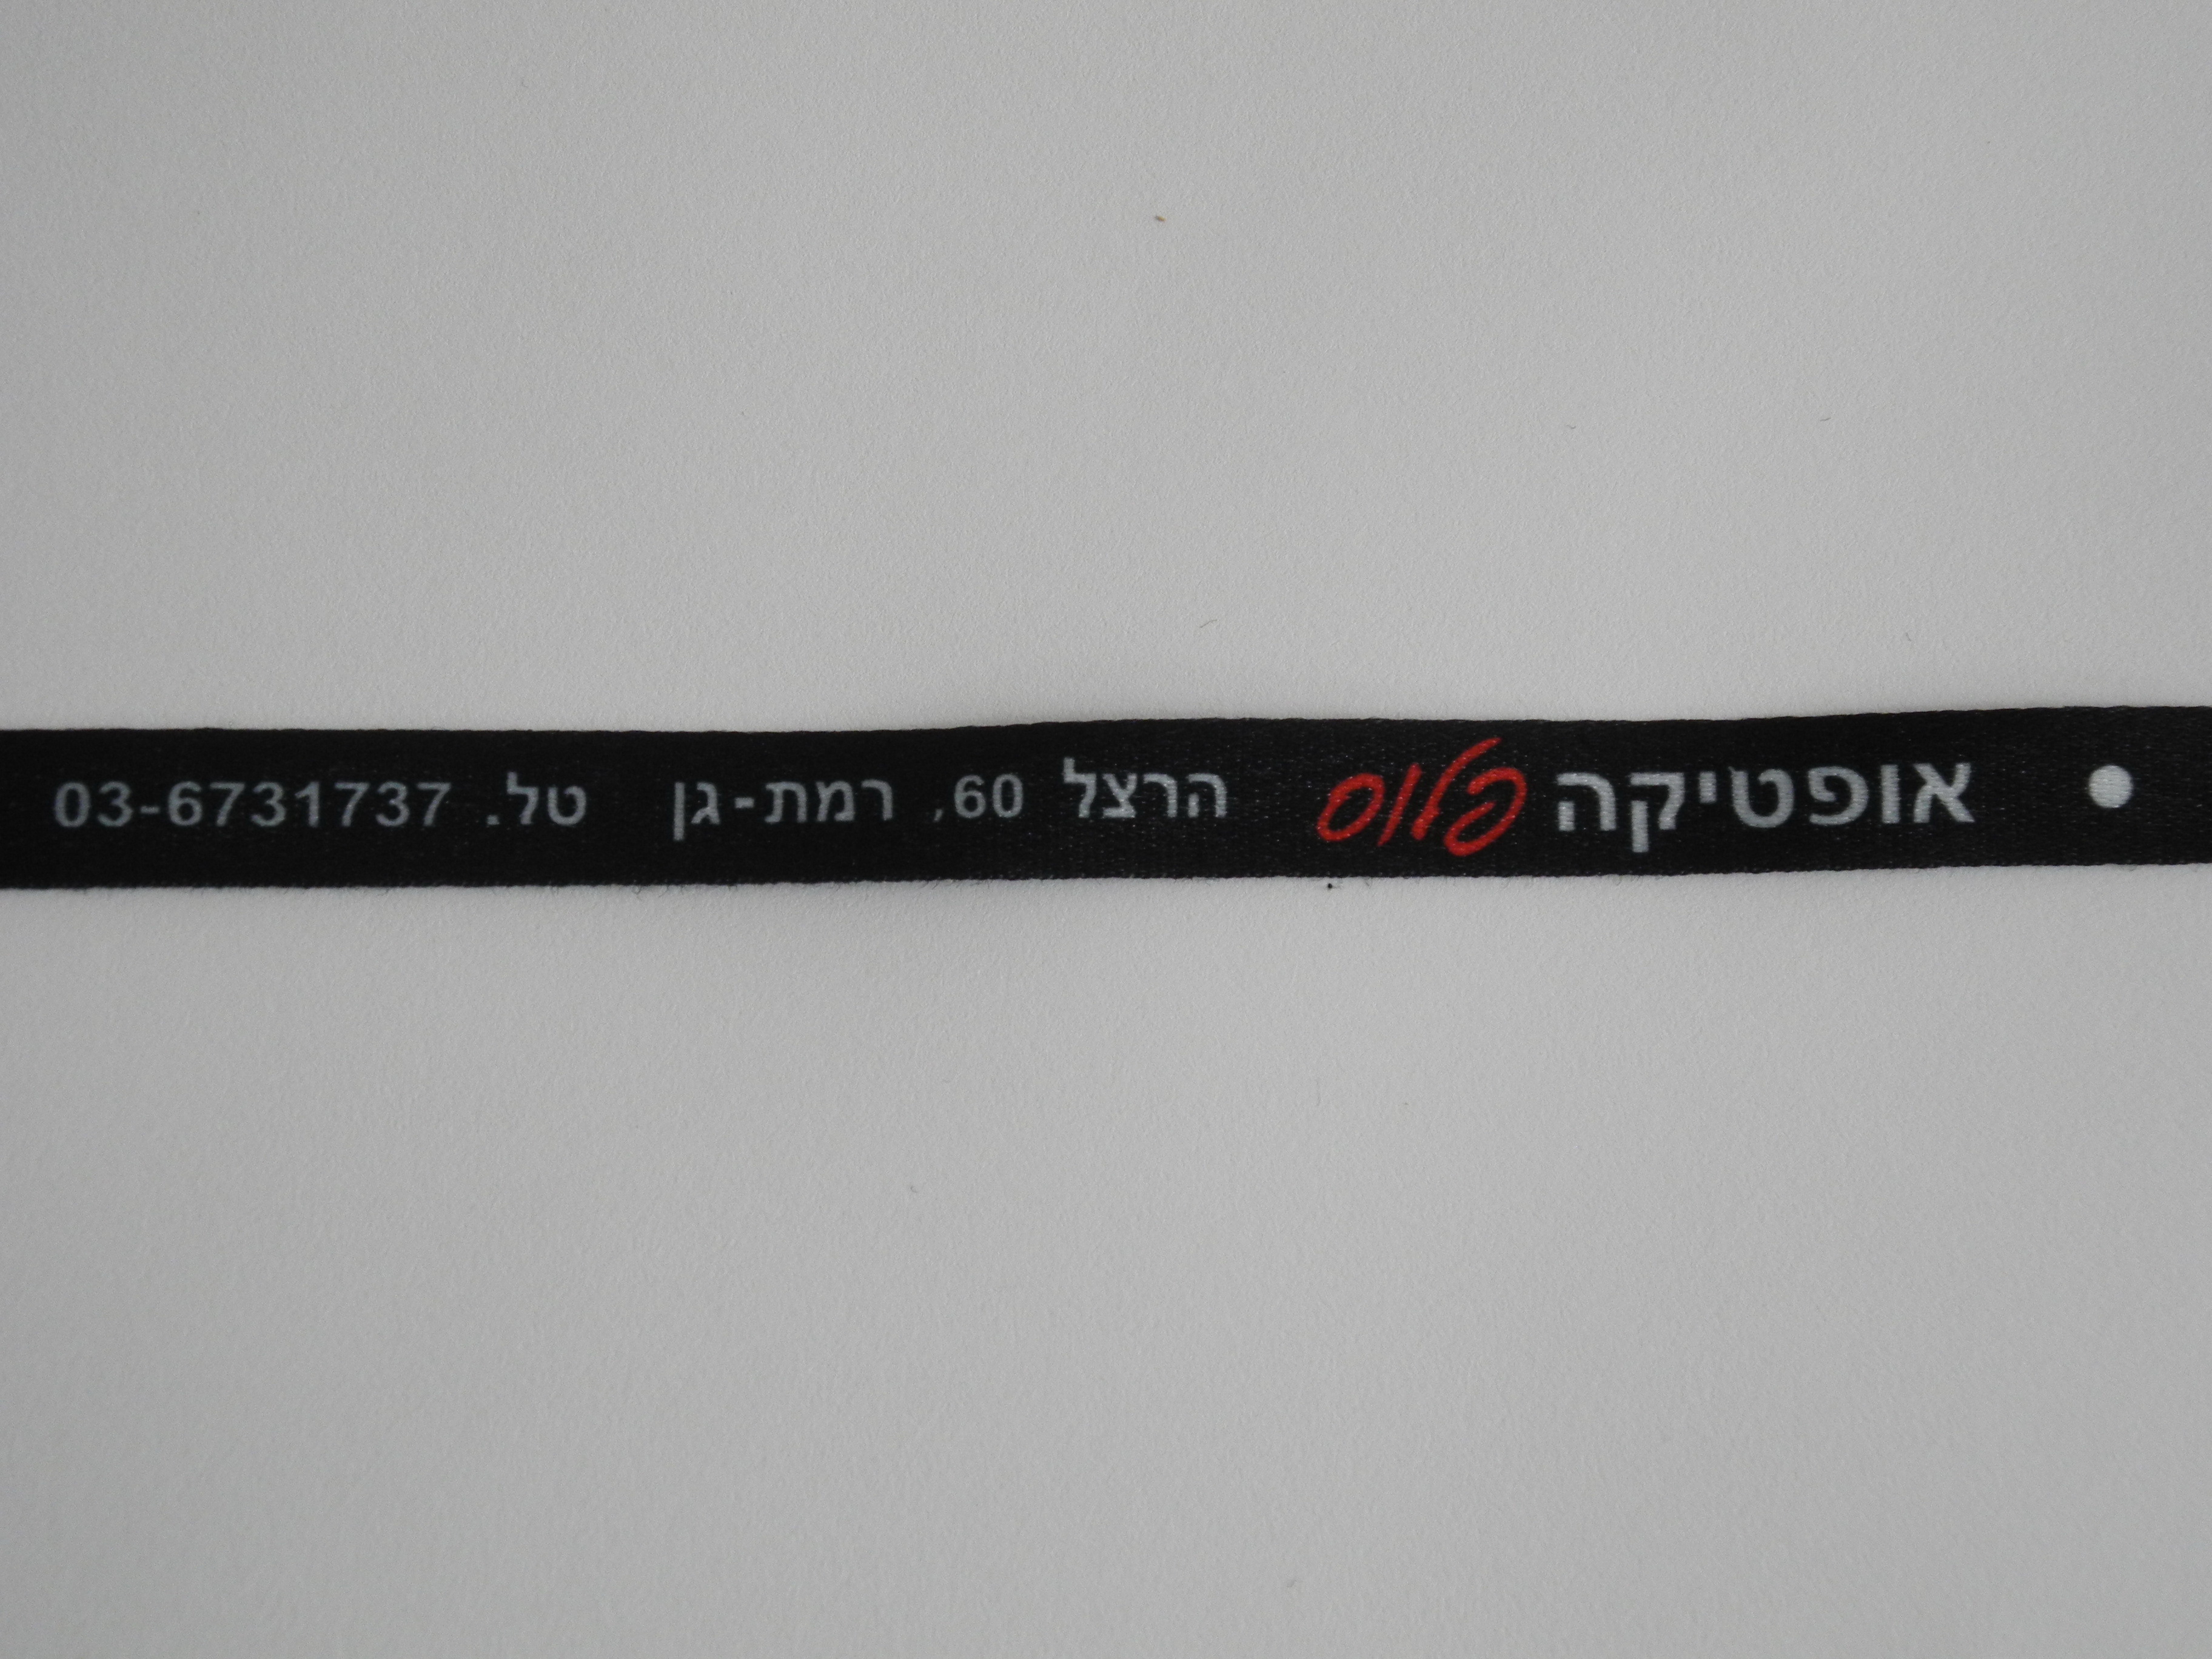 אופטיקה פלוס הרצל 60, רמת-גן טל. 03-6731737